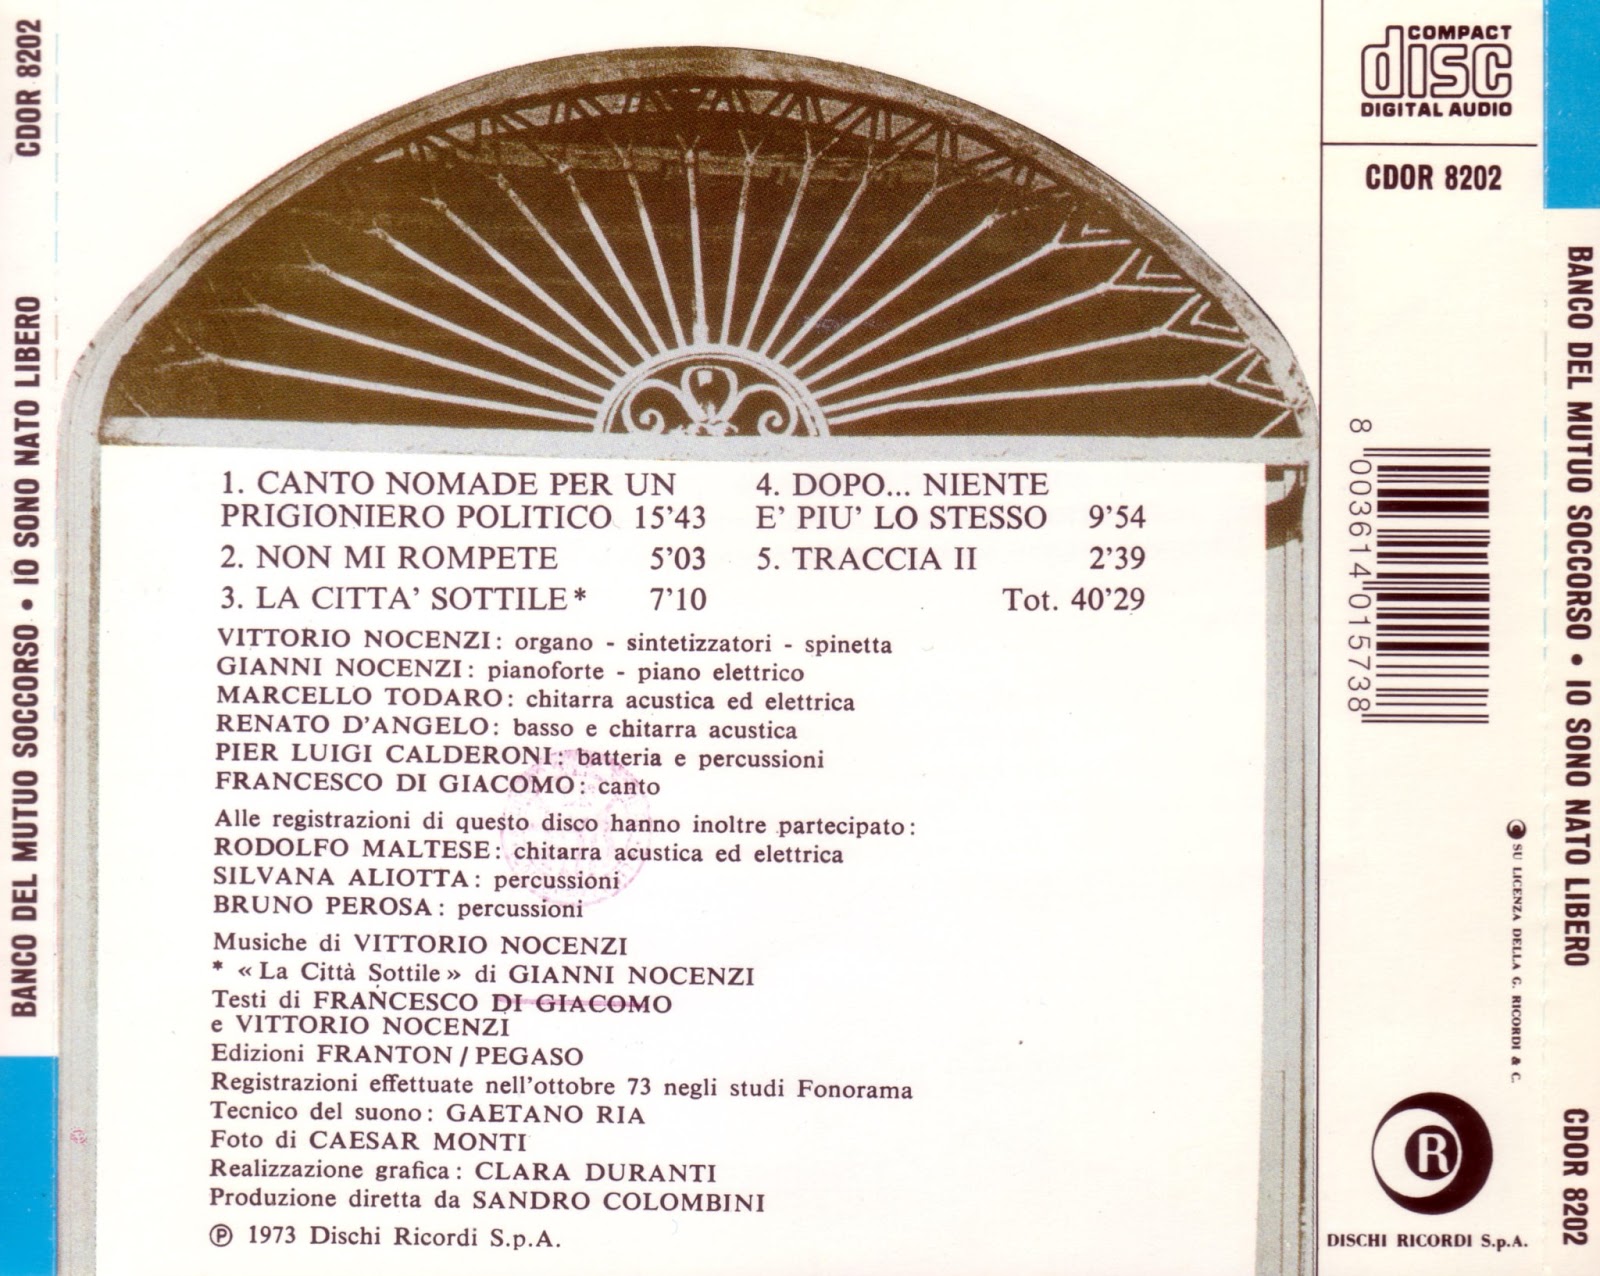 BANCO DEL MUTUO SOCCORSO • IO SONO NATO LIBERO CDOR 8202
1. CANTO NOMADE PER UN
PRIGIONIERO POLITICO 15'43
2. NON MI ROMPETE 5'03
3. LA CITTA' SOTTILE* 7'10
4. DOPO... NIENTE
E' PIU' LO STESSO 9'54
5. TRACCIA II 2'39
Tot. 40'29
VITTORIO NOCENZI: organo - sintetizzatori - spinetta
GIANNI NOCENZI: pianoforte - piano elettrico
MARCELLO TODARO: chitarra acustica ed elettrica
RENATO D'ANGELO: basso e chitarra acustica
PIER LUIGI CALDERONI: batteria e percussioni
FRANCESCO DI GIACOMO: canto
Alle registrazioni di questo disco hanno inoltre partecipato:
RODOLFO MALTESE: chitarra acustica ed elettrica
SILVANA ALIOTTA: percussioni
BRUNO PEROSA: percussioni
Musiche di VITTORIO NOCENZI
* «La Città Sottile» di GIANNI NOCENZI
Testi di FRANCESCO DI GIACOMO
e VITTORIO NOCENZI
Edizioni FRANTON/PEGASO
Registrazioni effettuate nell'ottobre 73 negli studi Fonorama
Tecnico del suono: GAETANO RIA
Foto di CAESAR MONTI
Realizzazione grafica: CLARA DURANTI
Produzione diretta da SANDRO COLOMBINI
Ⓟ 1973 Dischi Ricordi S.p.A.
COMPACT
disc
DIGITAL AUDIO
CDOR 8202
8 003614 015738
SU LICENZA DELLA G. RICORDI & C.
R
DISCHI RICORDI S.p.A.
BANCO DEL MUTUO SOCCORSO • IO SONO NATO LIBERO CDOR 8202